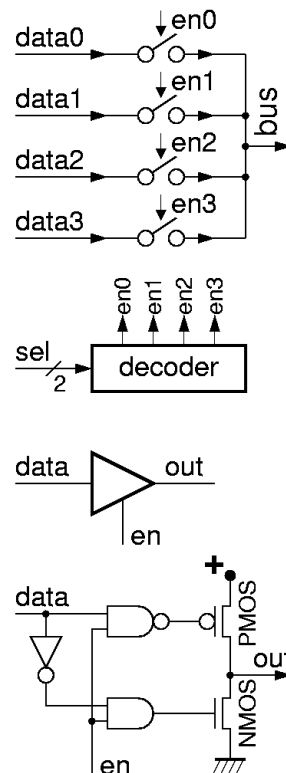 en0
data0
en1
data1
bus
en2
data2
en3
data3
en0 en1 en2 en3
sel
2
decoder
data out
en
+
data
PMOS
out
NMOS
en